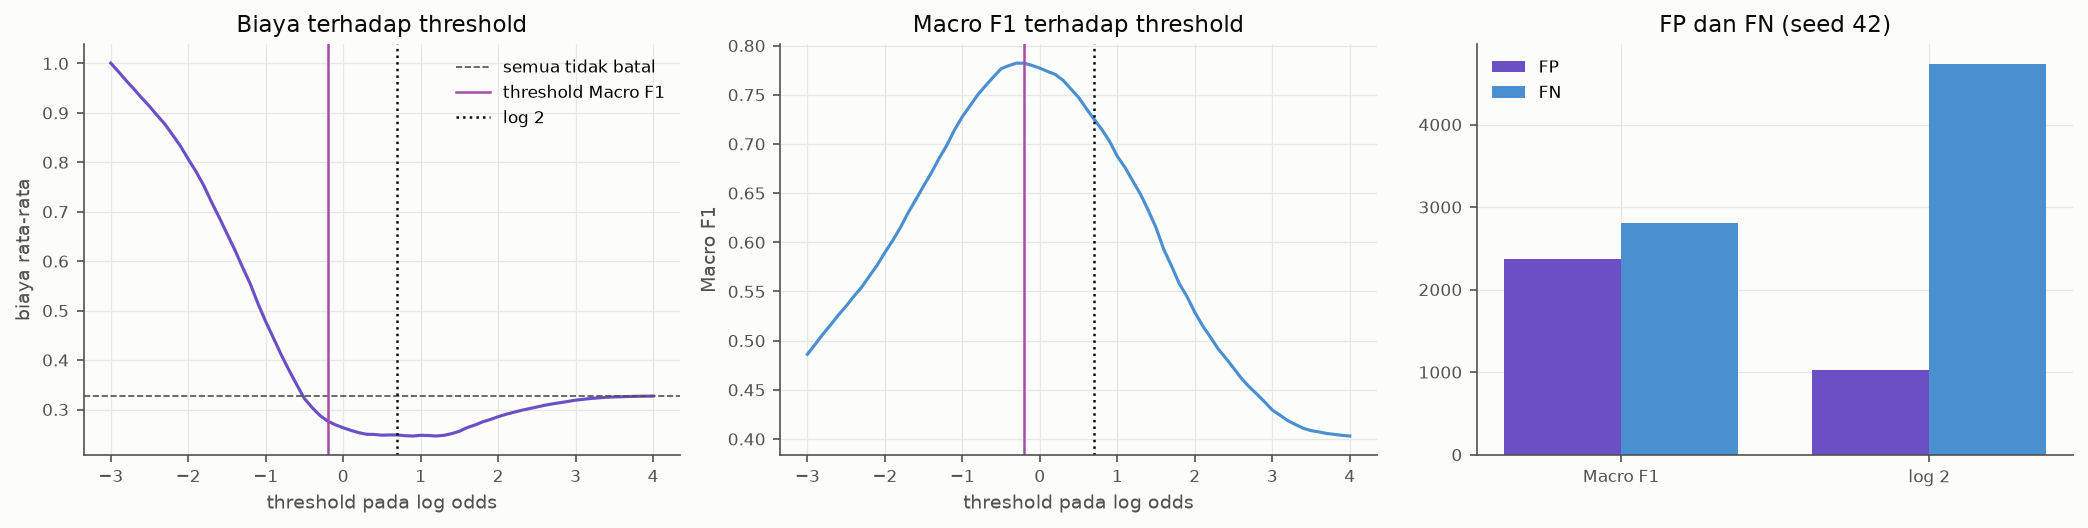 Biaya terhadap threshold
biaya rata-rata
1.0
0.9
0.8
0.7
0.6
0.5
0.4
0.3
semua tidak batal
threshold Macro F1
log 2
−3 −2 −1 0 1 2 3 4
threshold pada log odds
Macro F1 terhadap threshold
Macro F1
0.80
0.75
0.70
0.65
0.60
0.55
0.50
0.45
0.40
−3 −2 −1 0 1 2 3 4
threshold pada log odds
FP dan FN (seed 42)
FP
FN
4000
3000
2000
1000
0
Macro F1 log 2